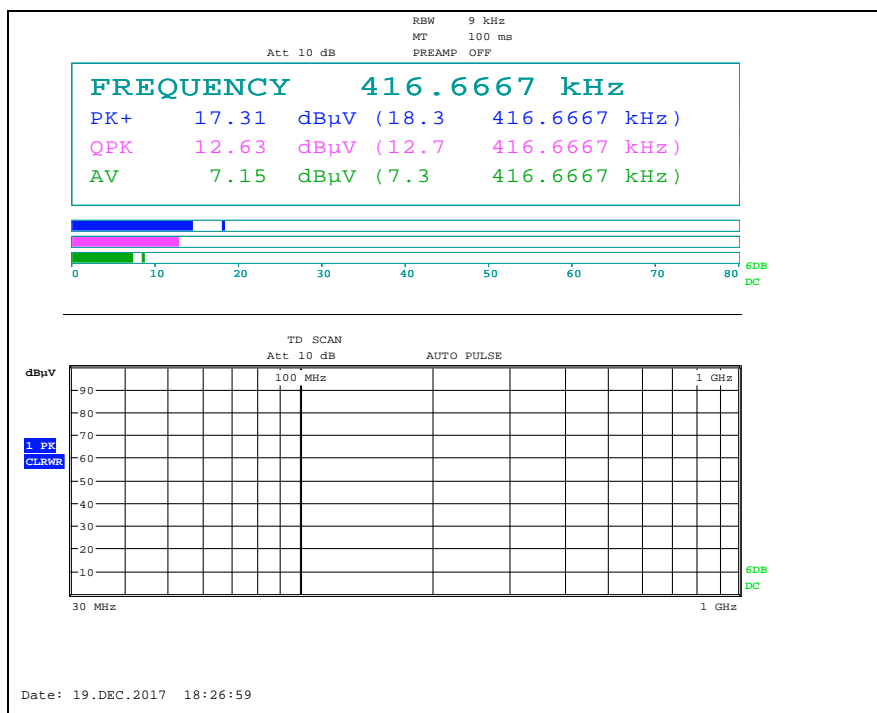 RBW 9 kHz
MT 100 ms
Att 10 dB PREAMP OFF
FREQUENCY 416.6667 kHz
PK+ 17.31 dBµV (18.3 416.6667 kHz)
QPK 12.63 dBµV (12.7 416.6667 kHz)
AV 7.15 dBµV (7.3 416.6667 kHz)
0 10 20 30 40 50 60 70 80
6DB
DC
TD SCAN
Att 10 dB AUTO PULSE
dBµV
100 MHz 1 GHz
90
80
70
1 PK
60
CLRWR
50
40
30
20
10
6DB
DC
30 MHz 1 GHz
Date: 19.DEC.2017 18:26:59